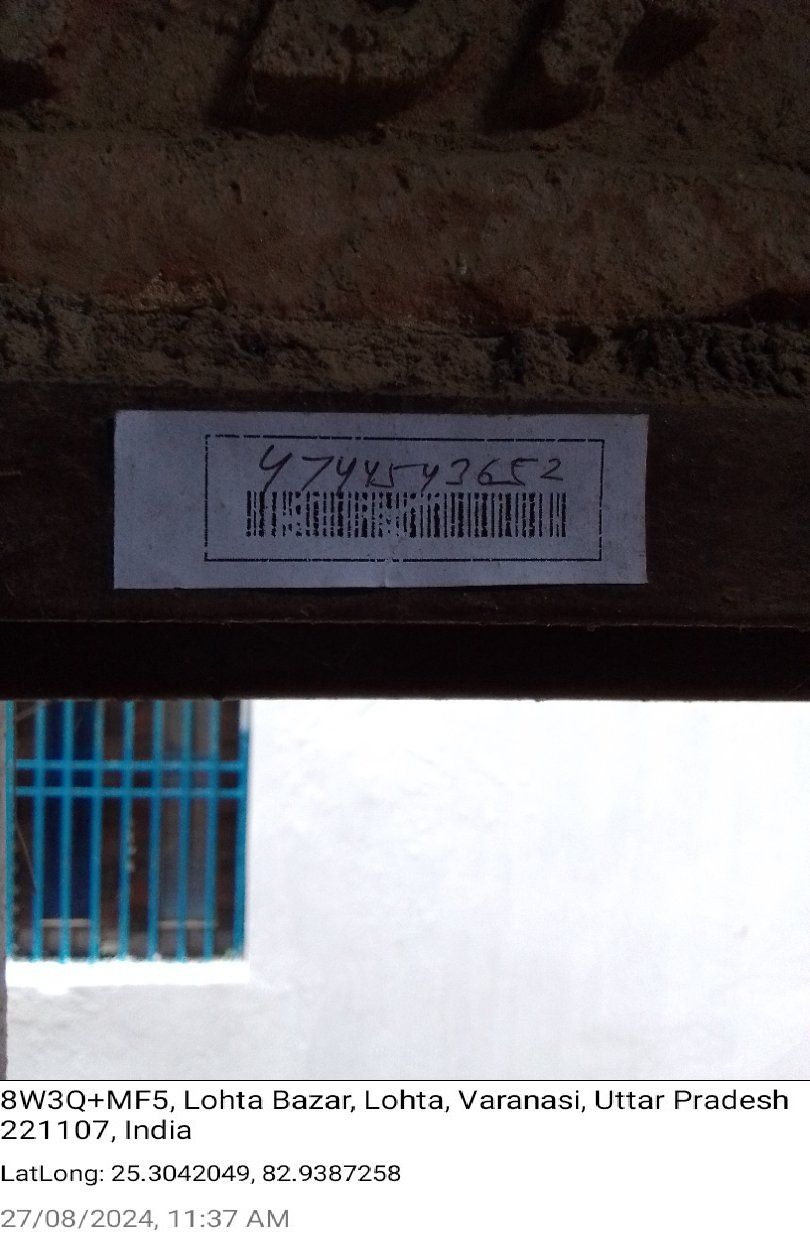 4744543652
8W3Q+MF5, Lohta Bazar, Lohta, Varanasi, Uttar Pradesh
221107, India
LatLong: 25.3042049, 82.9387258
27/08/2024, 11:37 AM